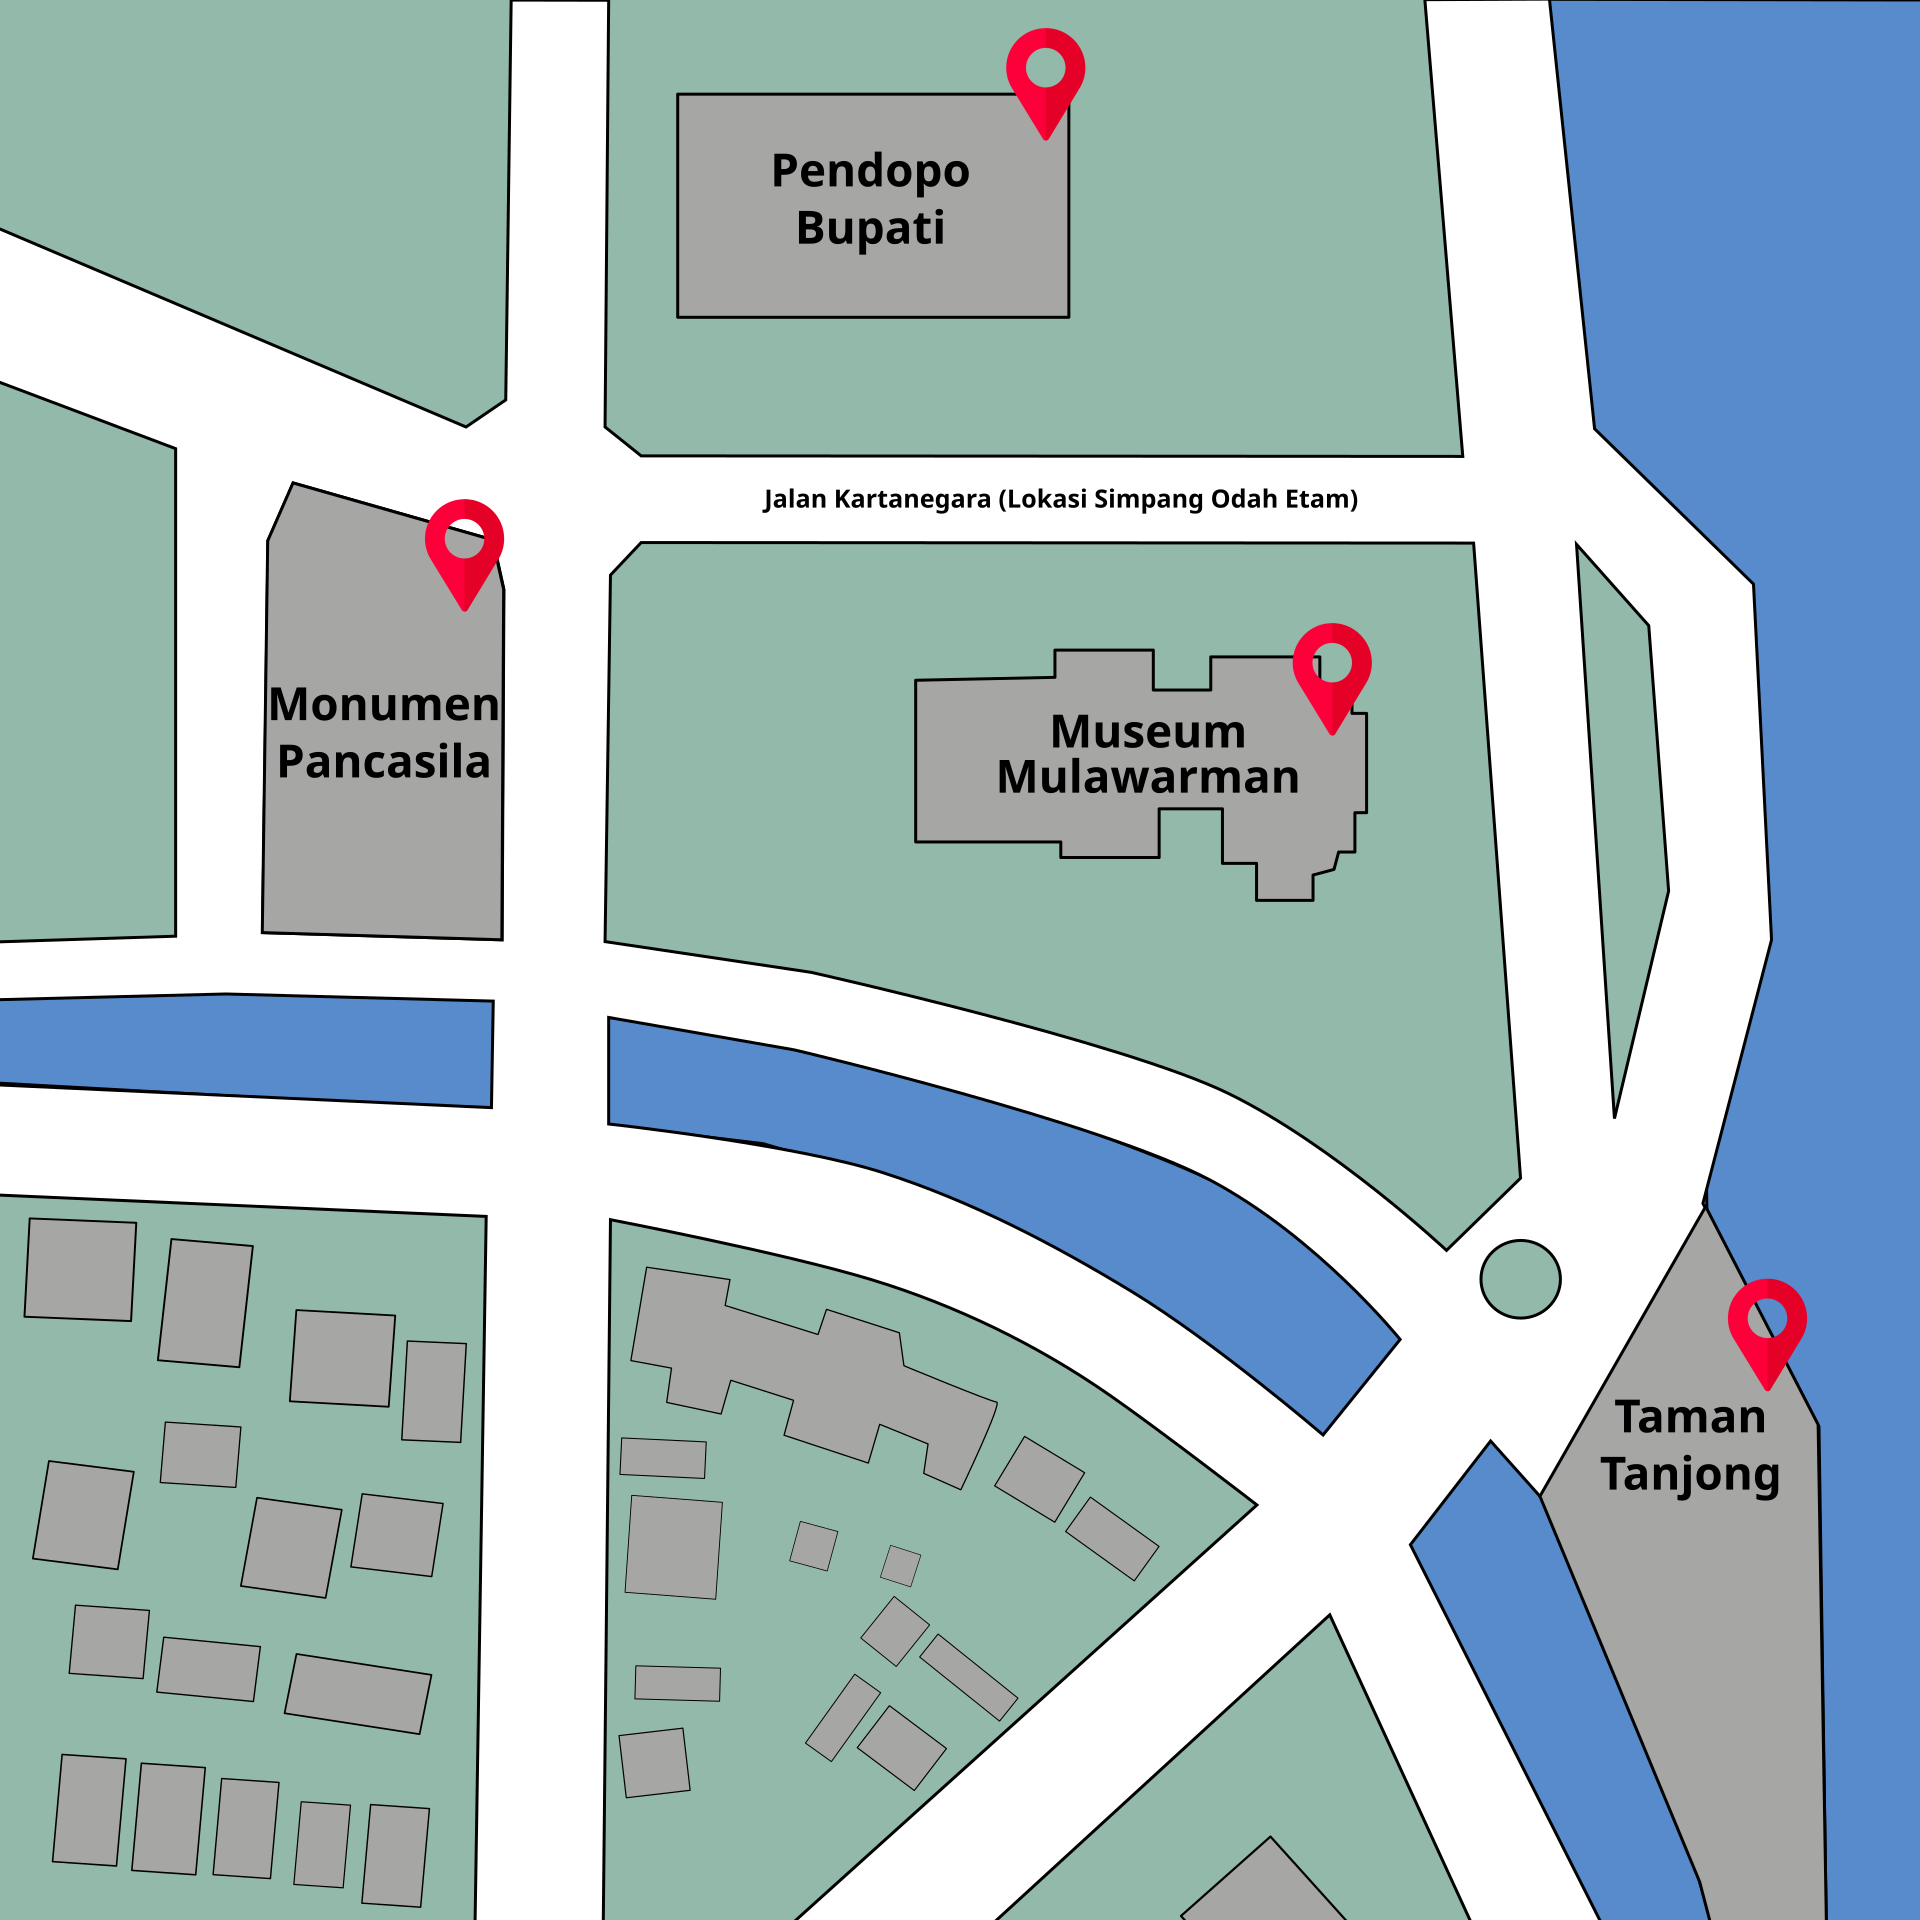 Pendopo
Bupati
Jalan Kartanegara (Lokasi Simpang Odah Etam)
Monumen
Pancasila
Museum
Mulawarman
Taman
Tanjong